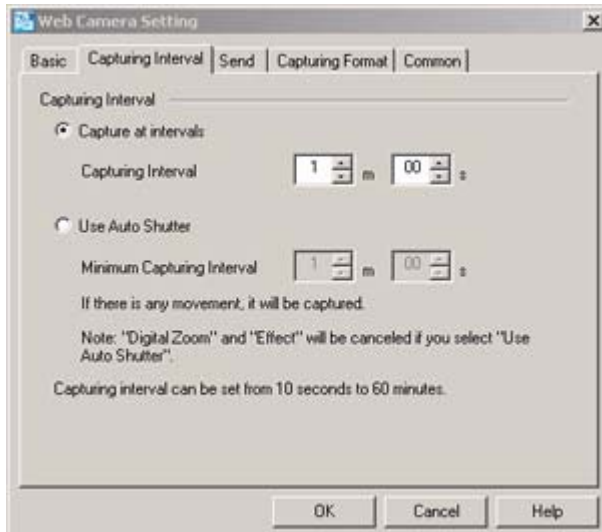 Web Camera Setting
Basic Capturing Interval Send Capturing Format Common
Capturing Interval
Capture at intervals
Capturing Interval 1 m 00 s
Use Auto Shutter
Minimum Capturing Interval 1 m 00 s
If there is any movement, it will be captured.
Note: "Digital Zoom" and "Effect" will be canceled if you select "Use
Auto Shutter".
Capturing interval can be set from 10 seconds to 60 minutes.
OK Cancel Help